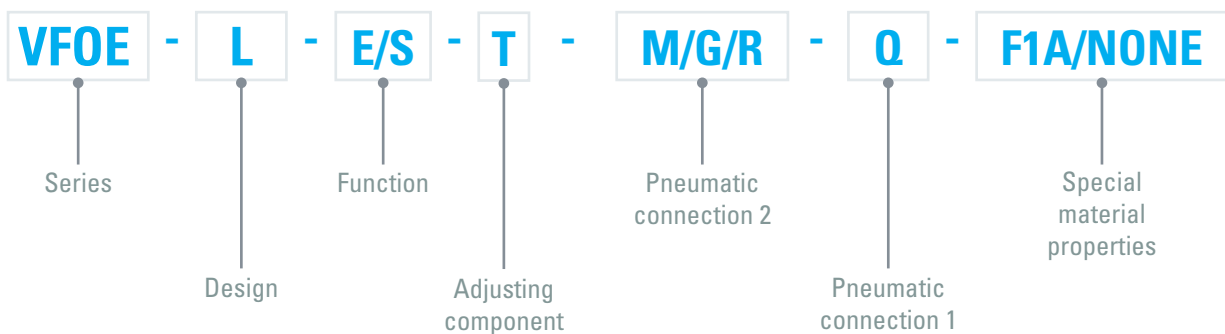 VFOE - L - E/S - T - M/G/R - Q - F1A/NONE
Series
Function
Pneumatic
connection 2
Special
material
properties
Design
Adjusting
component
Pneumatic
connection 1